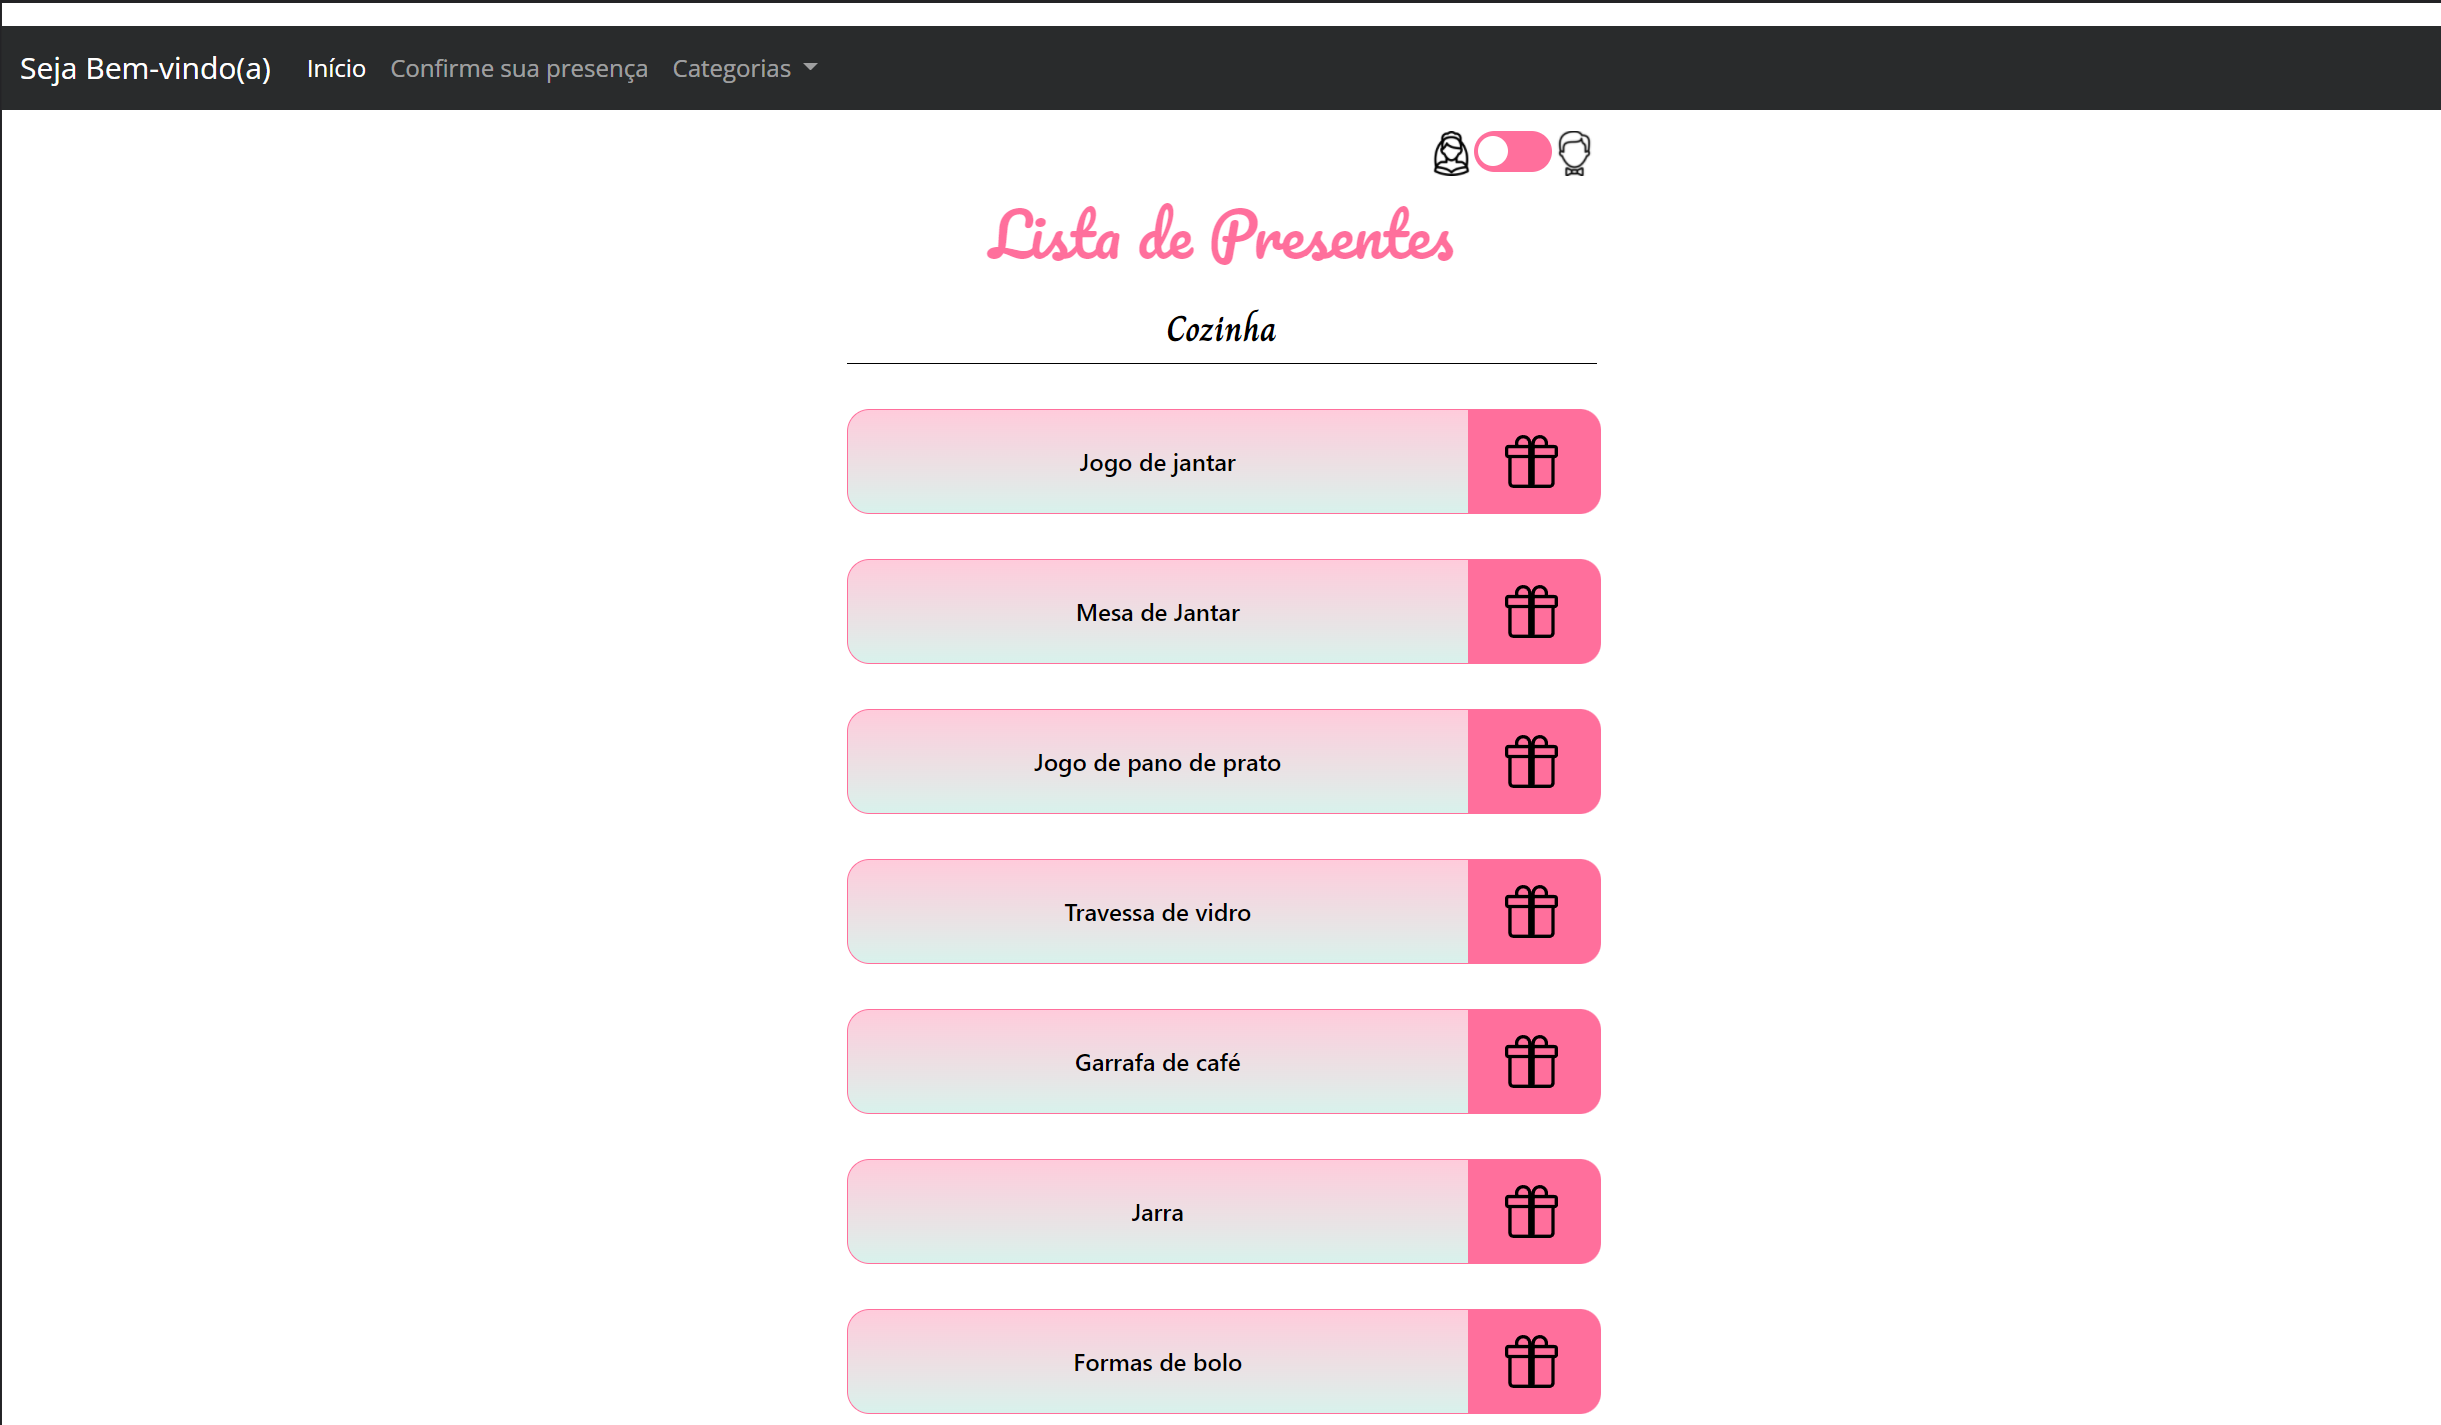 Seja Bem-vindo(a) Início Confirme sua presença Categorias
Lista de Presentes
Cozinha
Jogo de jantar
Mesa de Jantar
Jogo de pano de prato
Travessa de vidro
Garrafa de café
Jarra
Formas de bolo